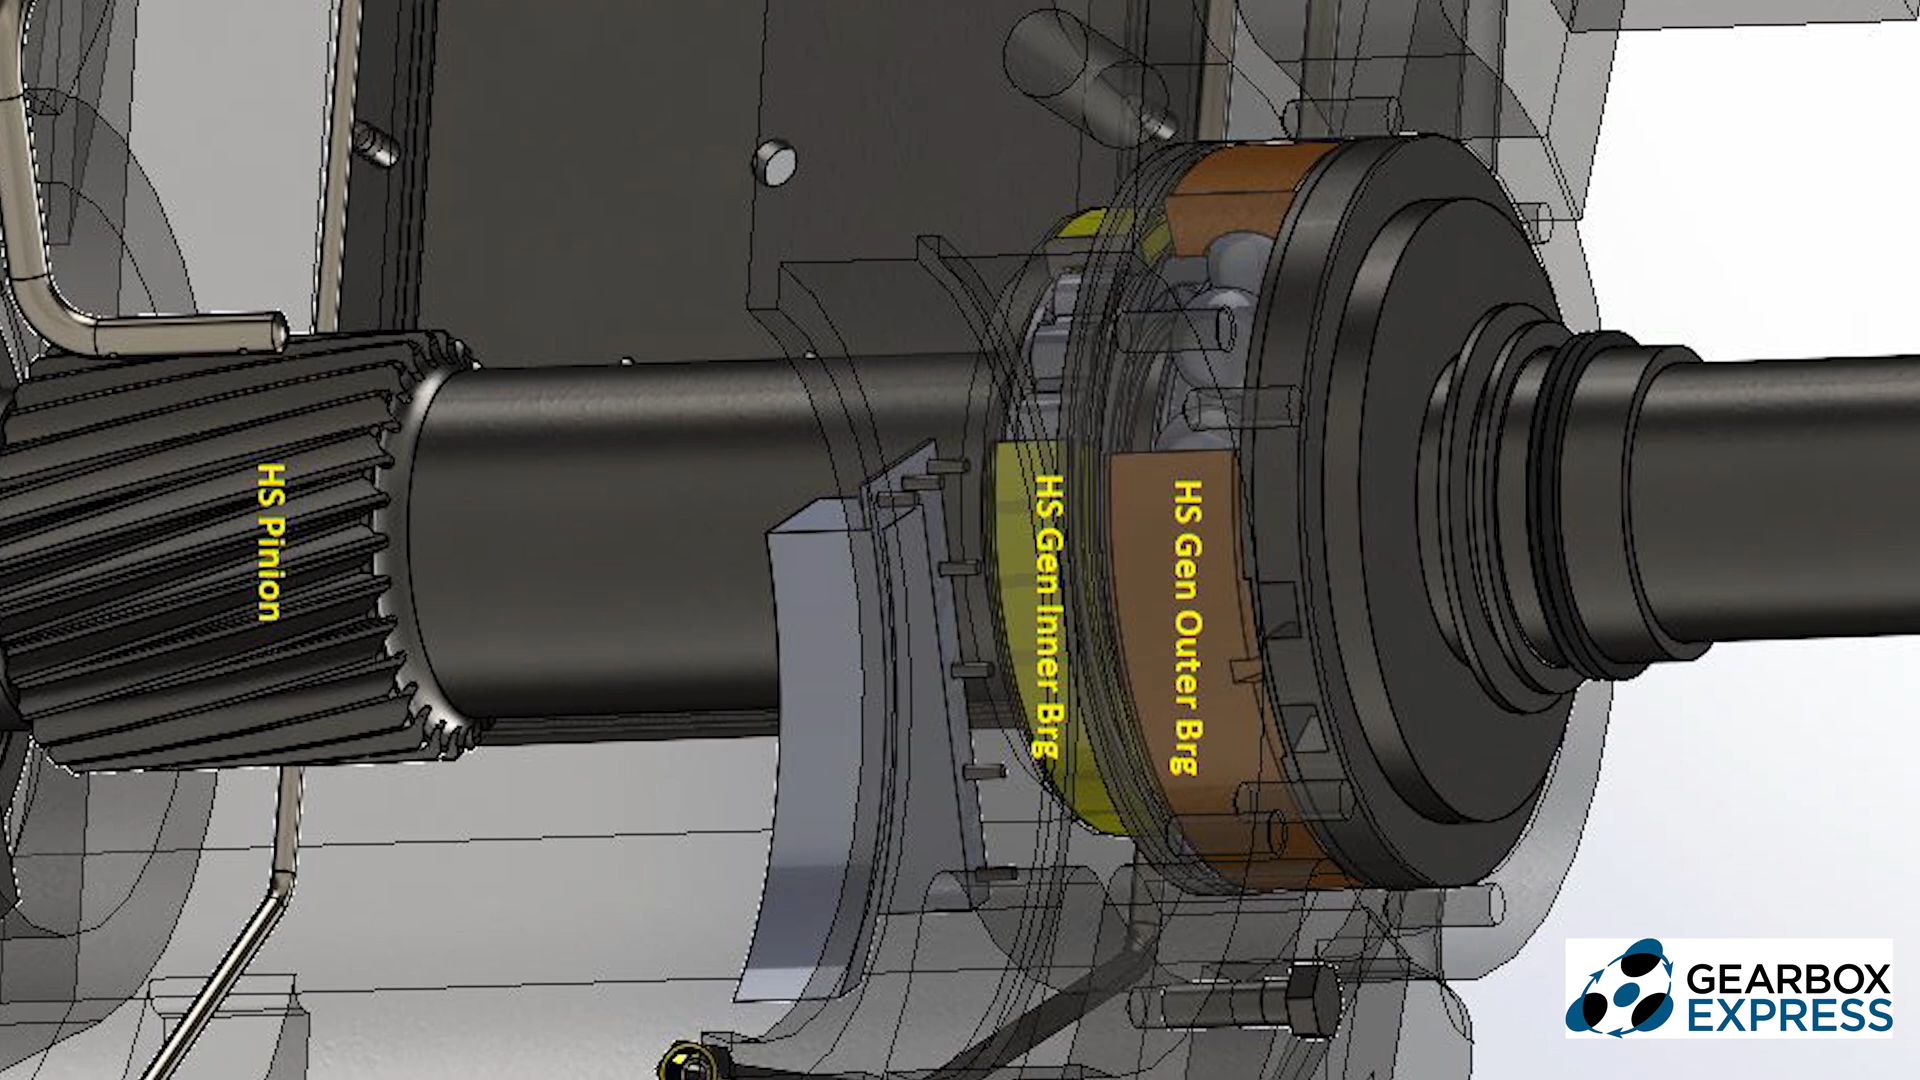 HS Pinion
HS Gen Inner Brg
HS Gen Outer Brg
GEARBOX
EXPRESS